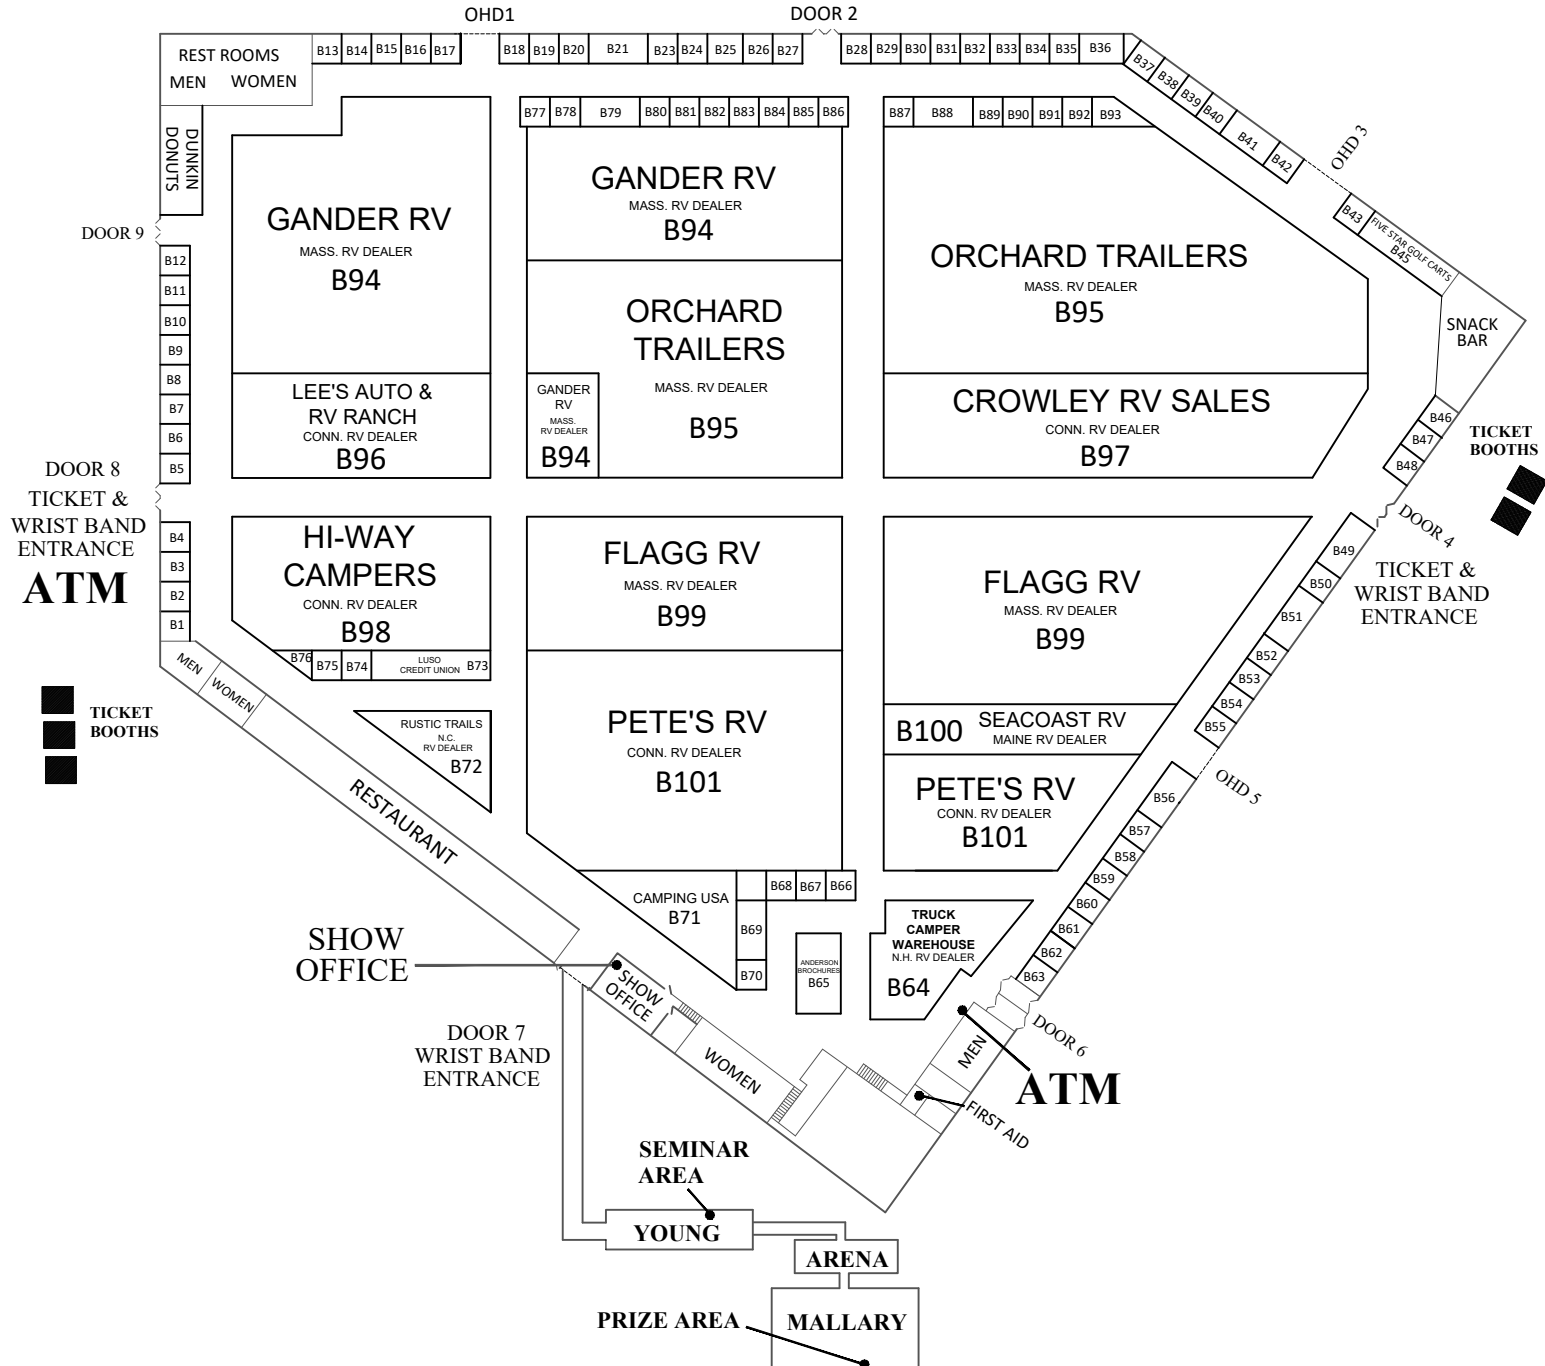 OHD1
DOOR 2
REST ROOMS
MEN WOMEN
B13 B14 B15 B16 B17
B18 B19 B20 B21 B23 B24 B25 B26 B27
B28 B29 B30 B31 B32 B33 B34 B35 B36
B37
B38
B39
B40
B41
B42
OHD 3
B43
FIVE STAR GOLF CARTS
B45
SNACK
BAR
B46
B47
B48
TICKET
BOOTHS
DOOR 4
TICKET &
WRIST BAND
ENTRANCE
DUNKIN
DONUTS
DOOR 9
B12
B11
B10
B9
B8
B7
B6
B5
DOOR 8
TICKET &
WRIST BAND
ENTRANCE
ATM
B4
B3
B2
B1
MEN
WOMEN
TICKET
BOOTHS
B77 B78 B79 B80 B81 B82 B83 B84 B85 B86
B87 B88 B89 B90 B91 B92 B93
GANDER RV
MASS. RV DEALER
B94
GANDER RV
MASS. RV DEALER
B94
ORCHARD TRAILERS
MASS. RV DEALER
B95
ORCHARD
TRAILERS
MASS. RV DEALER
B95
GANDER
RV
MASS.
RV DEALER
B94
LEE'S AUTO &
RV RANCH
CONN. RV DEALER
B96
CROWLEY RV SALES
CONN. RV DEALER
B97
HI-WAY
CAMPERS
CONN. RV DEALER
B98
B76 B75 B74
LUSO
CREDIT UNION B73
FLAGG RV
MASS. RV DEALER
B99
FLAGG RV
MASS. RV DEALER
B99
B49
B50
B51
B52
B53
B54
B55
OHD 5
RUSTIC TRAILS
N.C.
RV DEALER
B72
PETE'S RV
CONN. RV DEALER
B101
B100 SEACOAST RV
MAINE RV DEALER
PETE'S RV
CONN. RV DEALER
B101
B56
B57
B58
B59
B60
B61
B62
B63
RESTAURANT
CAMPING USA
B71
B68 B67 B66
B69
B70
ANDERSON
BROCHURES
B65
TRUCK
CAMPER
WAREHOUSE
N.H. RV DEALER
B64
SHOW
OFFICE
SHOW
OFFICE
DOOR 7
WRIST BAND
ENTRANCE
WOMEN
MEN
DOOR 6
ATM
FIRST AID
SEMINAR
AREA
YOUNG
ARENA
PRIZE AREA
MALLARY